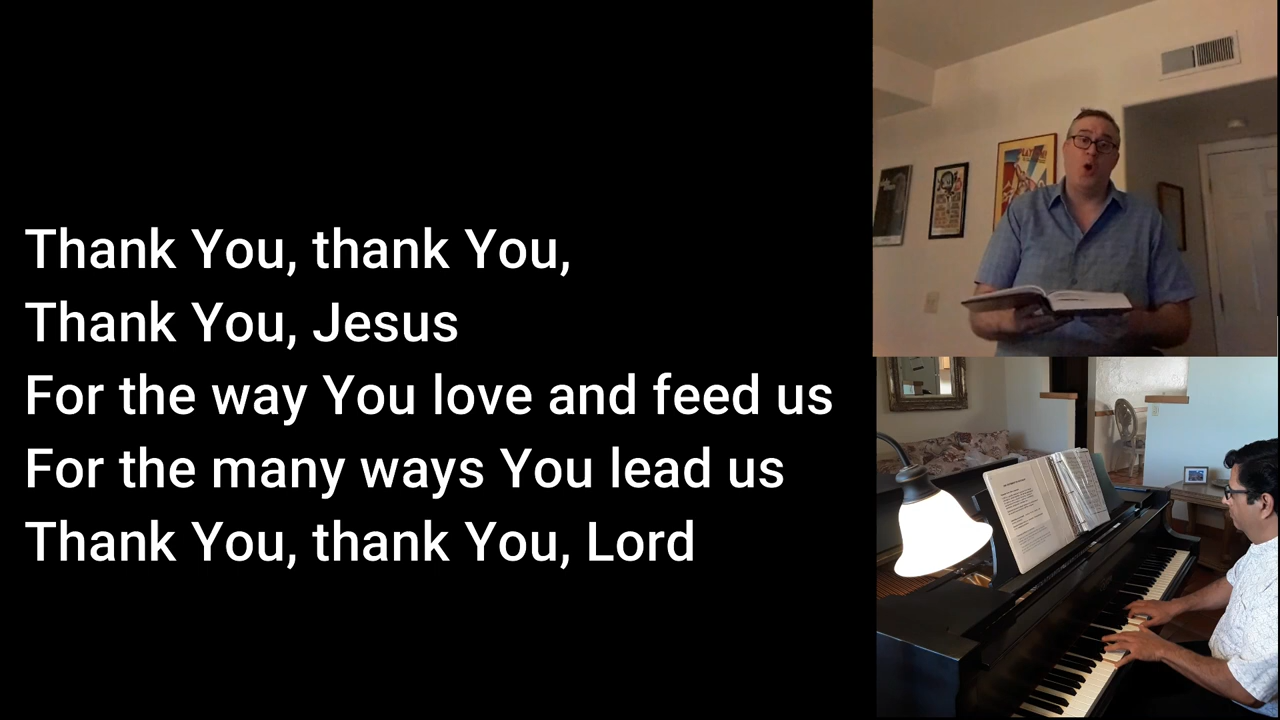 Thank You, thank You,
Thank You, Jesus
For the way You love and feed us
For the many ways You lead us
Thank You, thank You, Lord